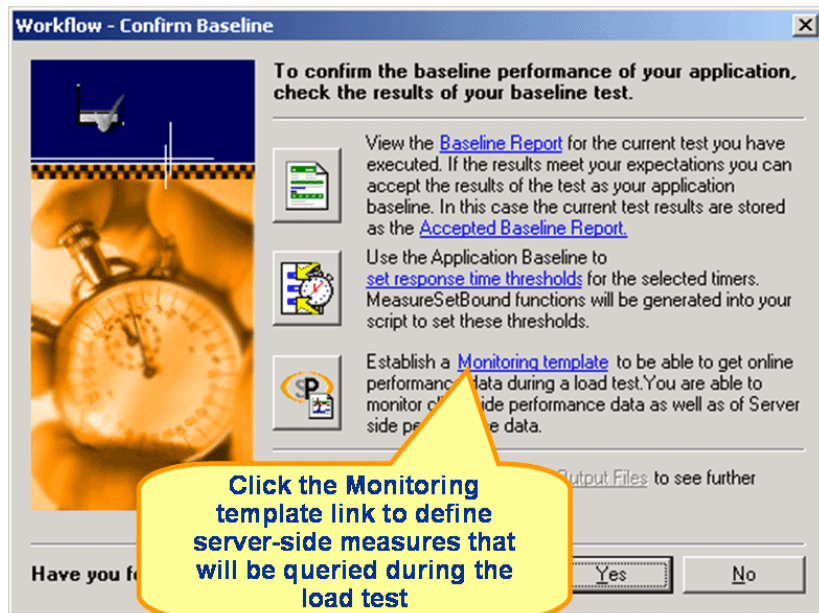 Workflow - Confirm Baseline
To confirm the baseline performance of your application,
check the results of your baseline test.
View the Baseline Report for the current test you have
executed. If the results meet your expectations you can
accept the results of the test as your application
baseline. In this case the current test results are stored
as the Accepted Baseline Report.
Use the Application Baseline to
set response time thresholds for the selected timers.
MeasureSetBound functions will be generated into your
script to set these thresholds.
Establish a Monitoring template to be able to get online
performance data during a load test.You are able to
monitor side performance data as well as of Server
side data.
Output Files to see further
Click the Monitoring
template link to define
server-side measures that
will be queried during the
load test
Have you
Yes
No